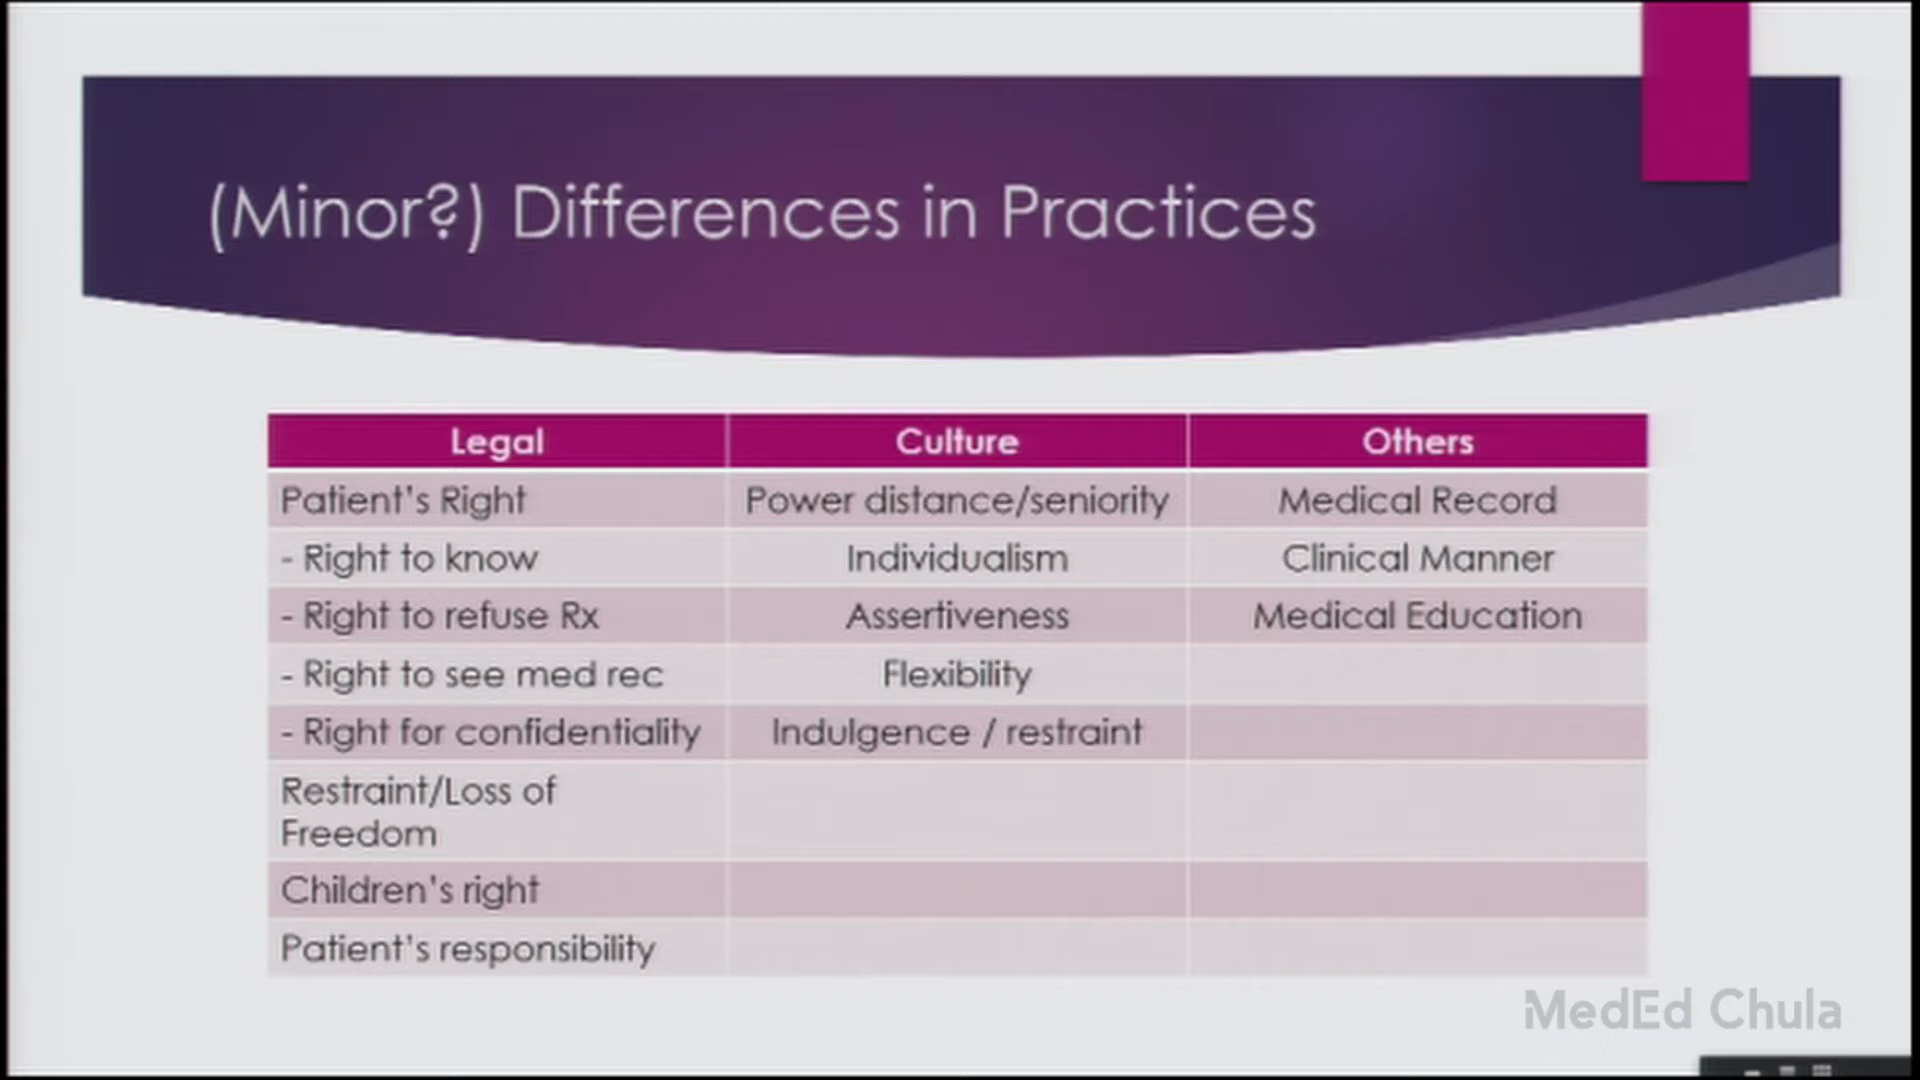 (Minor?) Differences in Practices
Legal Culture Others
Patient's Right Power distance/seniority Medical Record
- Right to know Individualism Clinical Manner
- Right to refuse Rx Assertiveness Medical Education
- Right to see med rec Flexibility
- Right for confidentiality Indulgence / restraint
Restraint/Loss of
Freedom
Children's right
Patient's responsibility
MedEd Chula